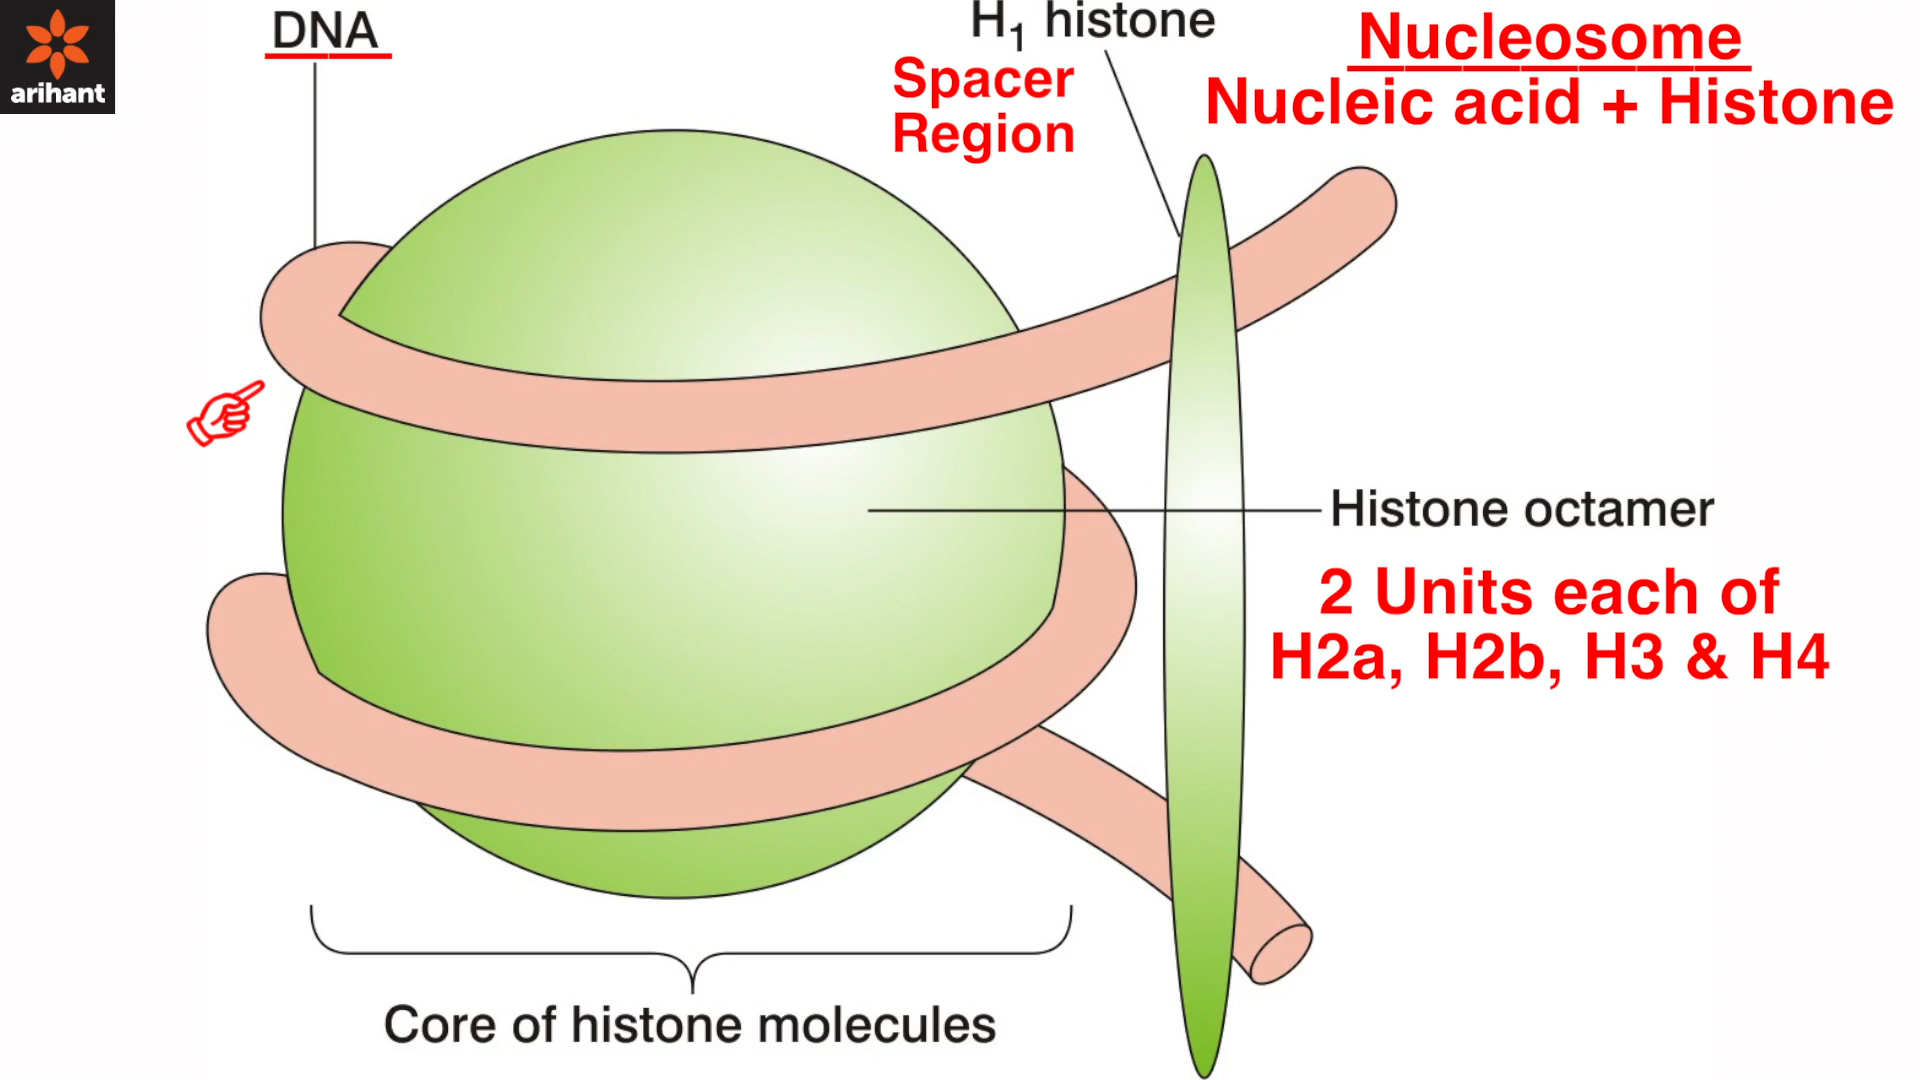 arihant
DNA
H₁ histone
Spacer
Region
Nucleosome
Nucleic acid + Histone
Histone octamer
2 Units each of
H2a, H2b, H3 & H4
Core of histone molecules